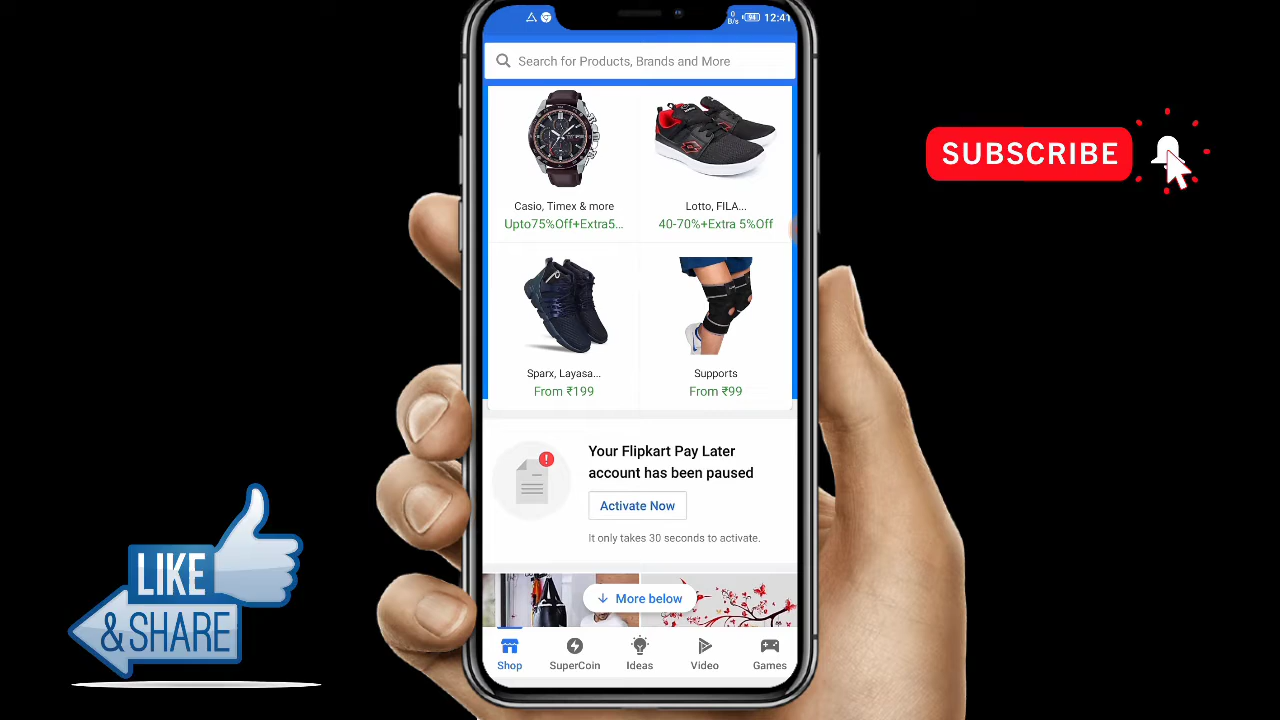 0
B/s
94
12:41
Search for Products, Brands and More
Casio, Timex & more
Upto75%Off+Extra5...
Lotto, FILA...
40-70%+Extra 5%Off
Sparx, Layasa...
From ₹199
Supports
From ₹99
Your Flipkart Pay Later
account has been paused
Activate Now
It only takes 30 seconds to activate.
More below
Shop
SuperCoin
Ideas
Video
Games
SUBSCRIBE
LIKE
& SHARE